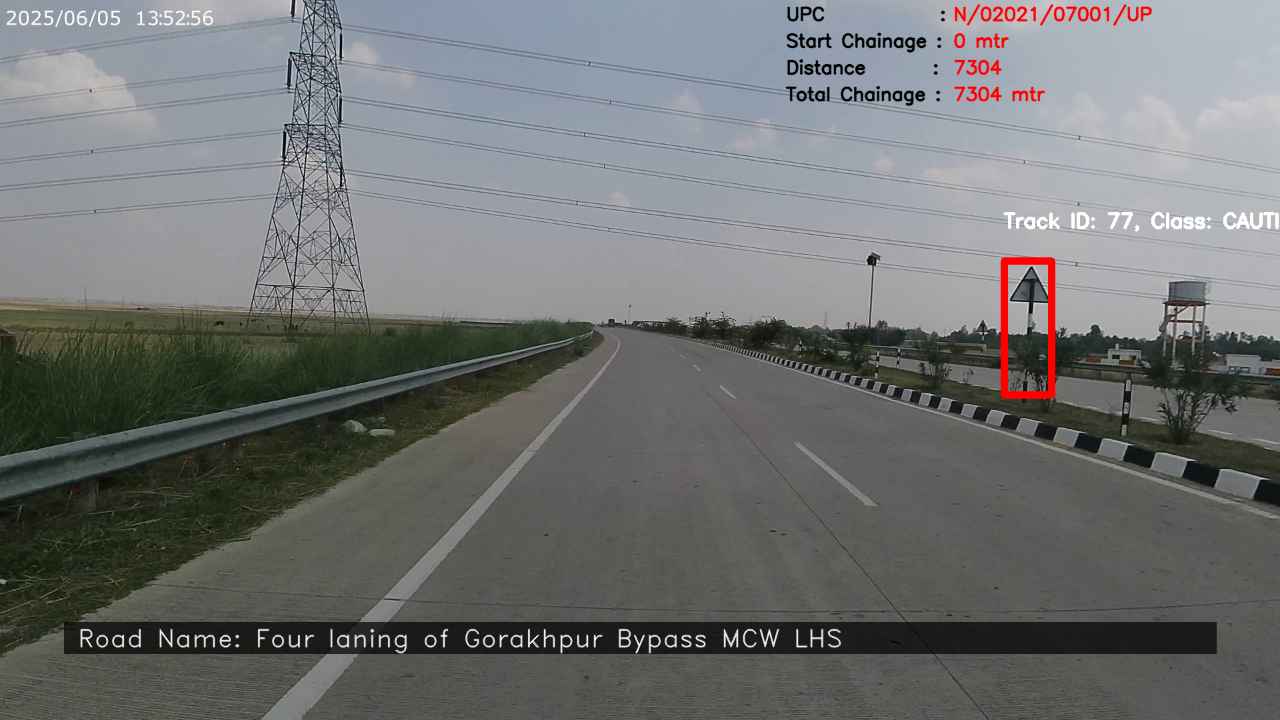 2025/06/05 13:52:56
UPC : N/02021/07001/UP
Start Chainage : 0 mtr
Distance : 7304
Total Chainage : 7304 mtr
Track ID: 77, Class: CAUTI
Road Name: Four laning of Gorakhpur Bypass MCW LHS